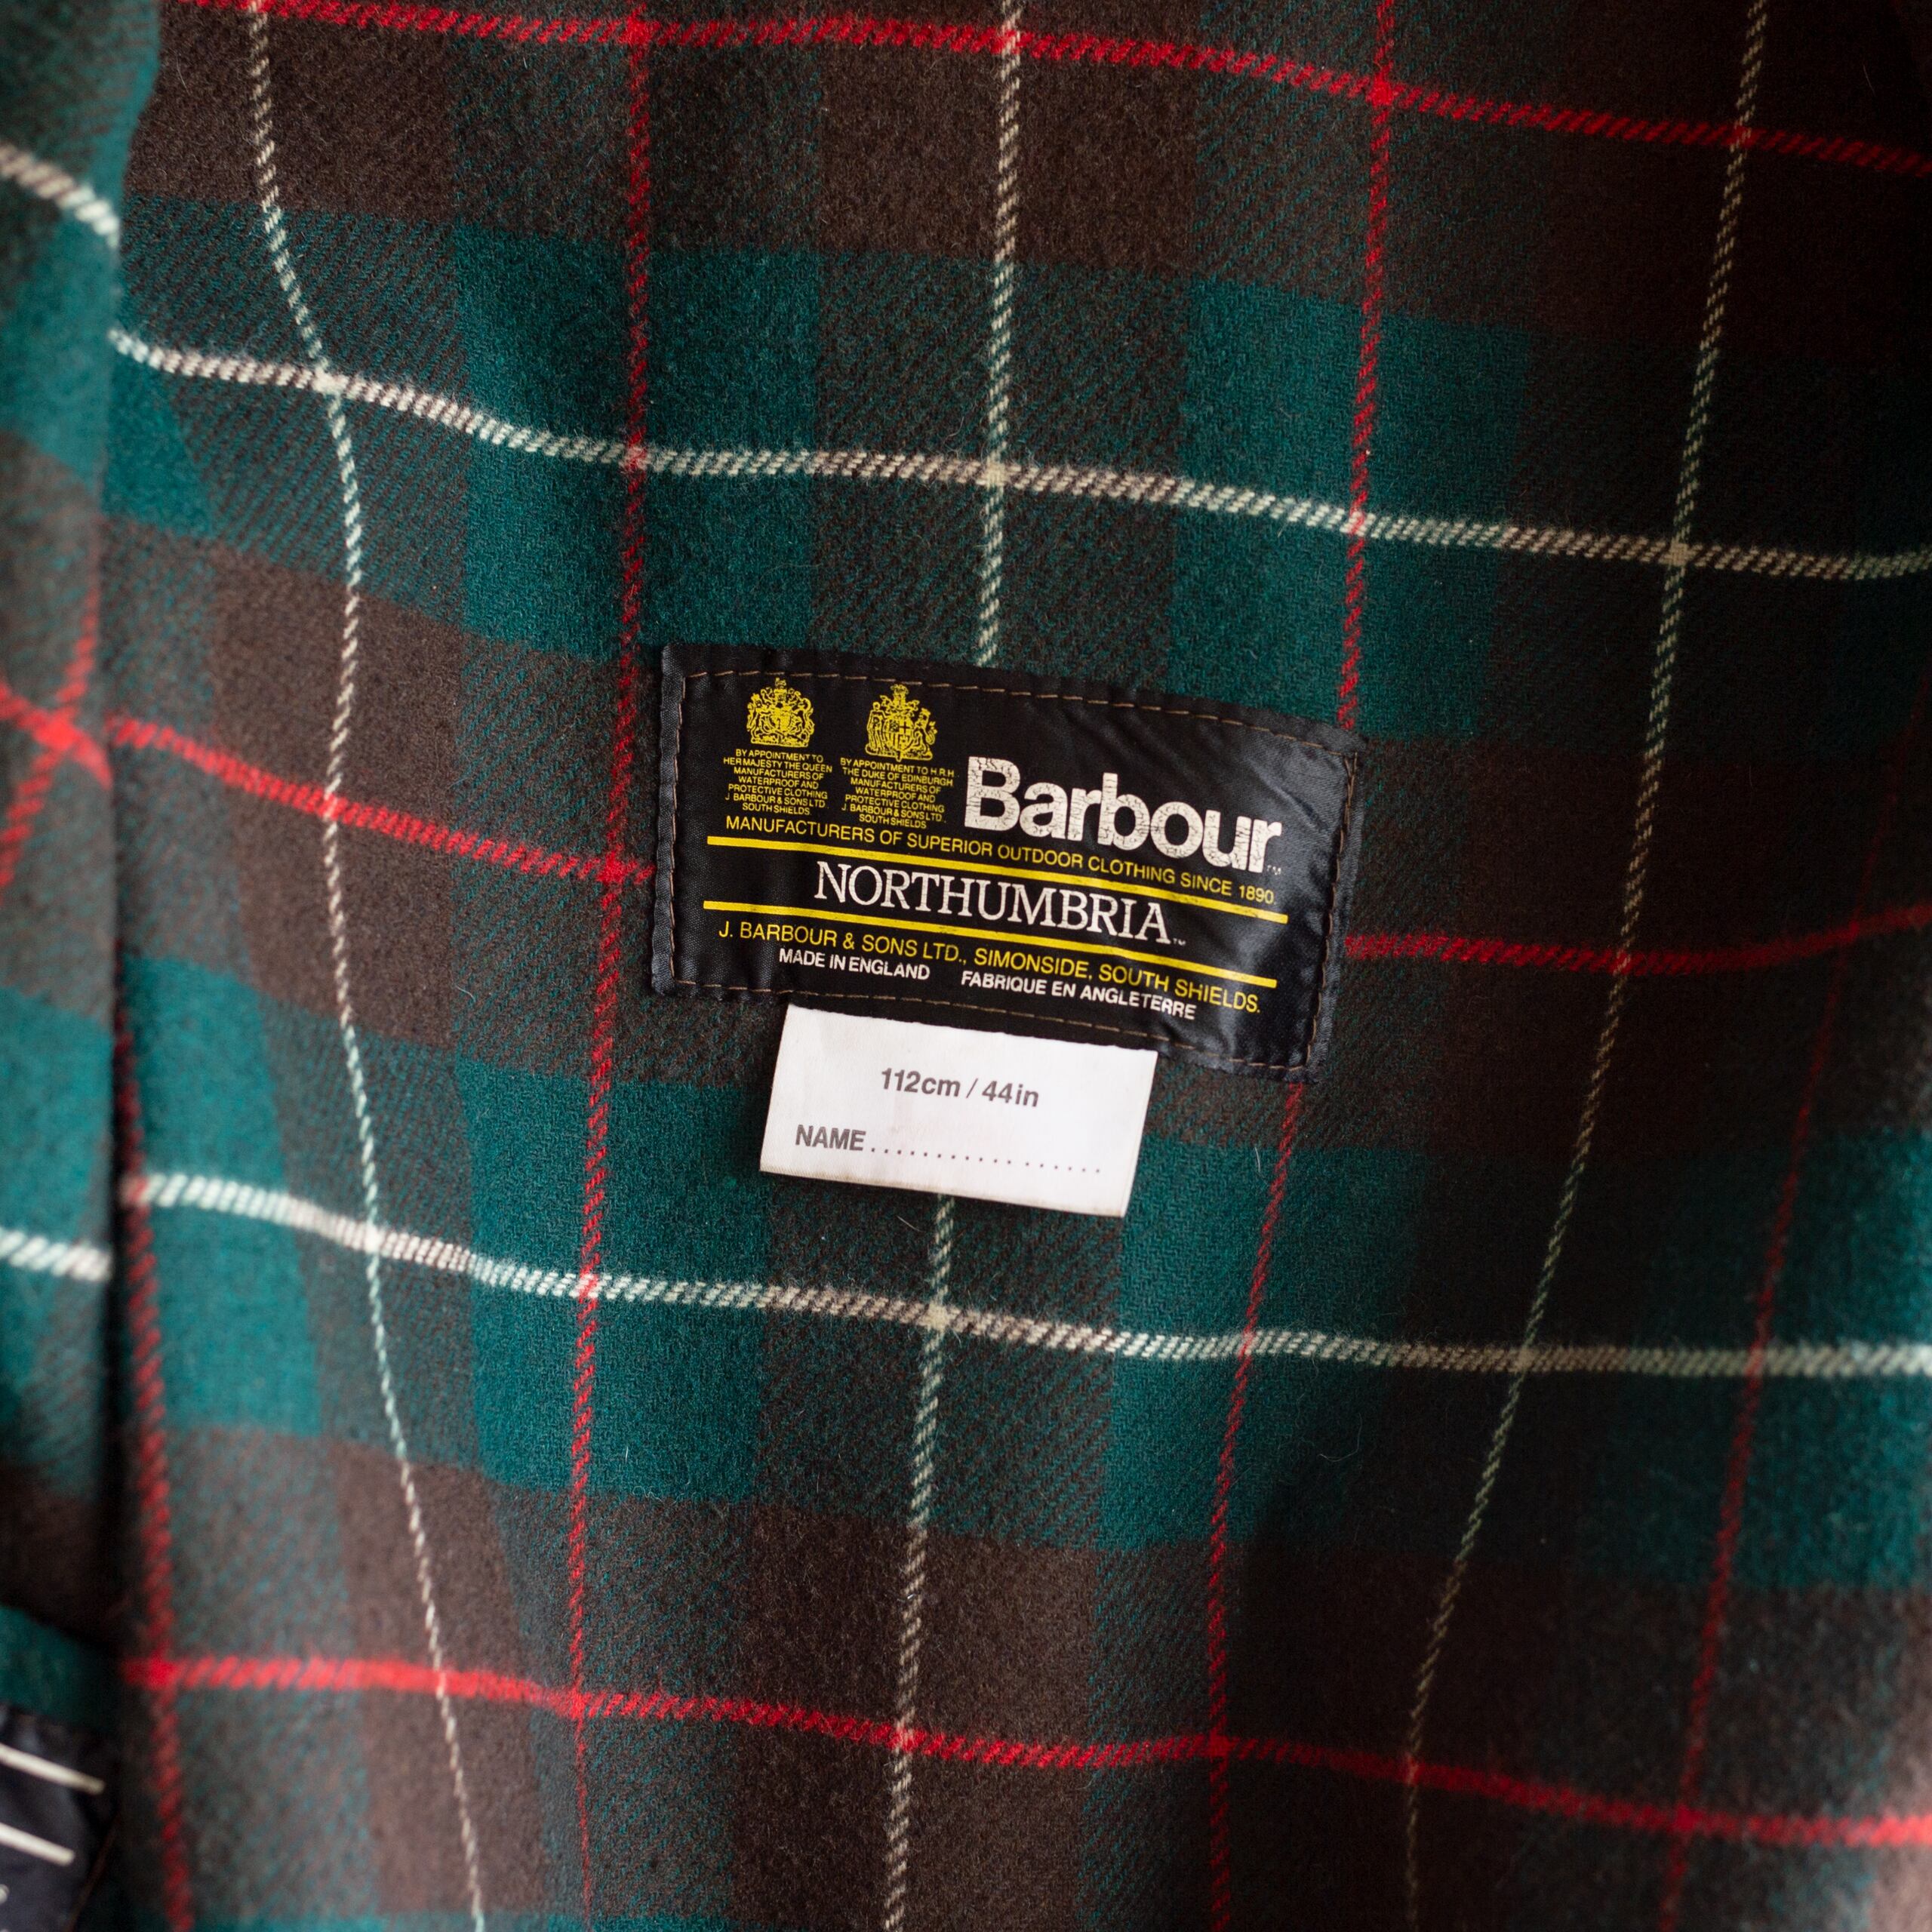 BY APPOINTMENT TO
HER MAJESTY THE QUEEN
MANUFACTURERS OF
WATERPROOF AND
PROTECTIVE CLOTHING
J. BARBOUR & SONS LTD.
SOUTH SHIELDS.
BY APPOINTMENT TO H.R.H
THE DUKE OF EDINBURGH
MANUFACTURERS OF
WATERPROOF AND
PROTECTIVE CLOTHING
J. BARBOUR & SONS LTD.
SOUTH SHIELDS.
Barbour™
MANUFACTURERS OF SUPERIOR OUTDOOR CLOTHING SINCE 1890.
NORTHUMBRIA™
J. BARBOUR & SONS LTD., SIMONSIDE, SOUTH SHIELDS.
MADE IN ENGLAND FABRIQUE EN ANGLETERRE
112cm / 44in
NAME..................